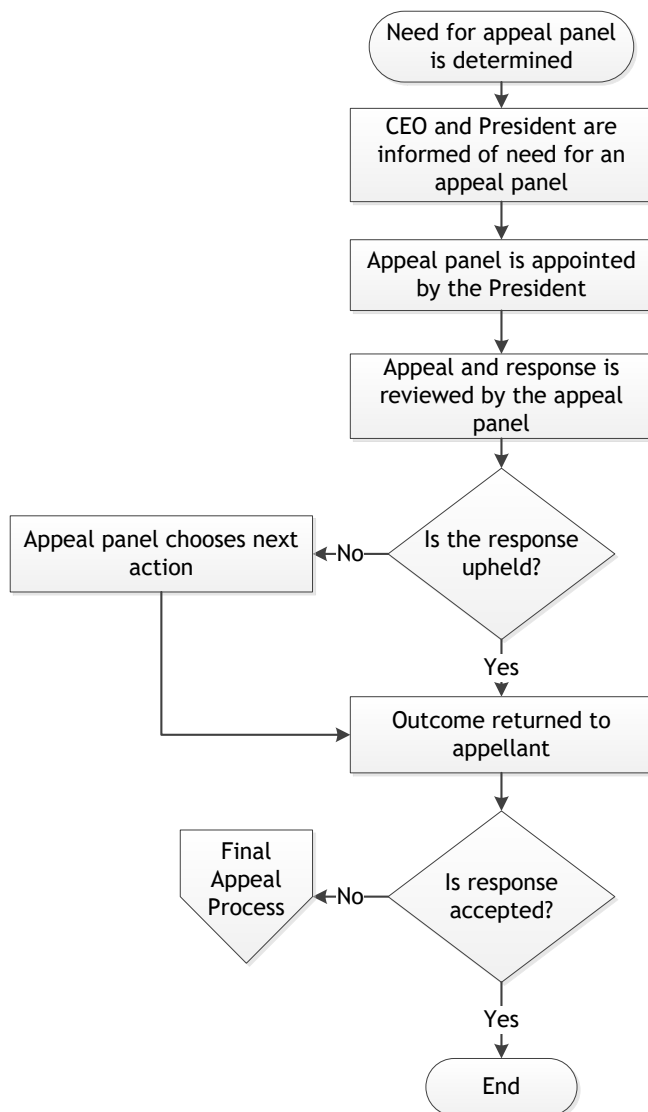 Need for appeal panel
is determined
CEO and President are
informed of need for an
appeal panel
Appeal panel is appointed
by the President
Appeal and response is
reviewed by the appeal
panel
Is the response
upheld?
No
Appeal panel chooses next
action
Yes
Outcome returned to
appellant
Is response
accepted?
No
Final
Appeal
Process
Yes
End